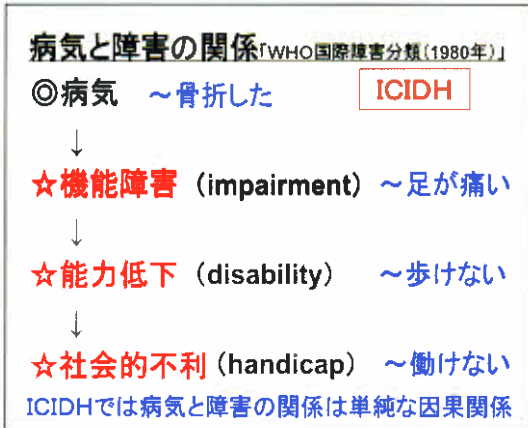 病気と障害の関係「WHO国際障害分類(1980年)」
◎病気 ～骨折した ICIDH
↓
☆機能障害 (impairment) ～足が痛い
↓
☆能力低下 (disability) ～歩けない
↓
☆社会的不利 (handicap) ～働けない
ICIDHでは病気と障害の関係は単純な因果関係